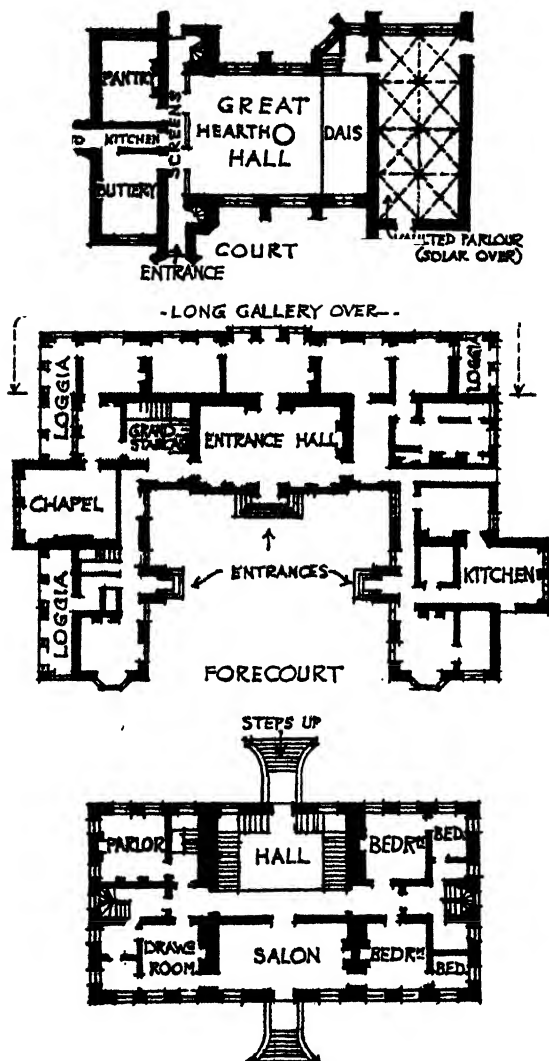 PANTRY
GREAT
HEARTH
HALL
DAIS
SCREENS
TO KITCHEN
BUTTERY
VAULTED PARLOUR
(SOLAR OVER)
COURT
ENTRANCE
-LONG GALLERY OVER--
LOGGIA
LOGGIA
GRAND
STAIRCASE
ENTRANCE HALL
CHAPEL
ENTRANCES
KITCHEN
LOGGIA
FORECOURT
STEPS UP
PARLOR
HALL
BEDRM
BED.
DRAWG
ROOM
SALON
BEDRM
BED.